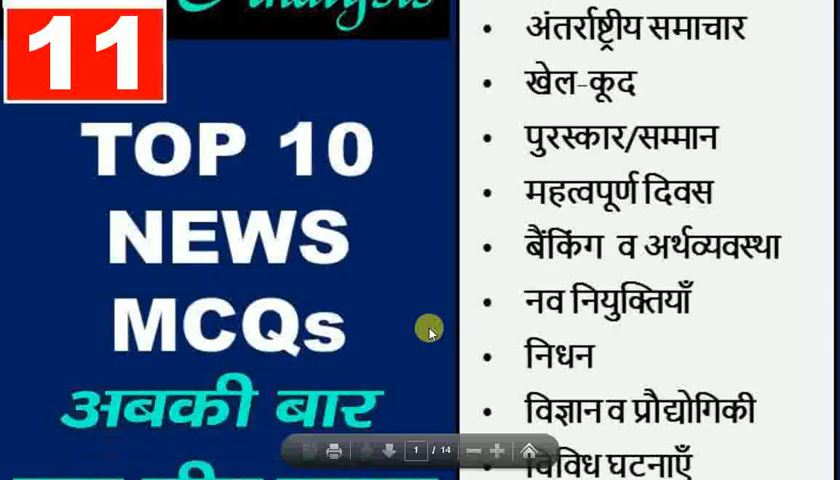 Analysis
11
TOP 10
NEWS
MCQs
अबकी बार
• अंतर्राष्ट्रीय समाचार
• खेल-कूद
• पुरस्कार/सम्मान
• महत्वपूर्ण दिवस
• बैंकिंग व अर्थव्यवस्था
• नव नियुक्तियाँ
• निधन
• विज्ञान व प्रौद्योगिकी
• विविध घटनाएँ
1 / 14